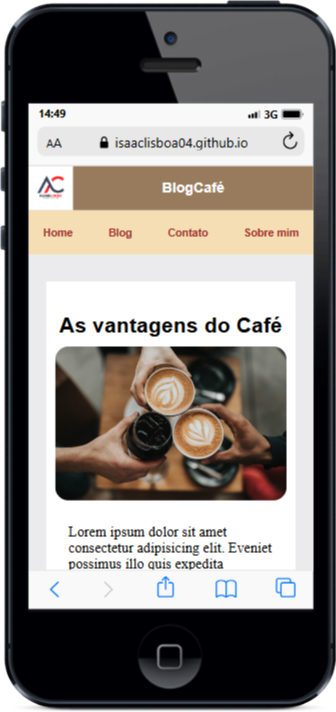 14:49
3G
AA
isaaclisboa04.github.io
AC
BlogCafé
Home Blog Contato Sobre mim
As vantagens do Café
Lorem ipsum dolor sit amet
consectetur adipisicing elit. Eveniet
possimus illo quis expedita